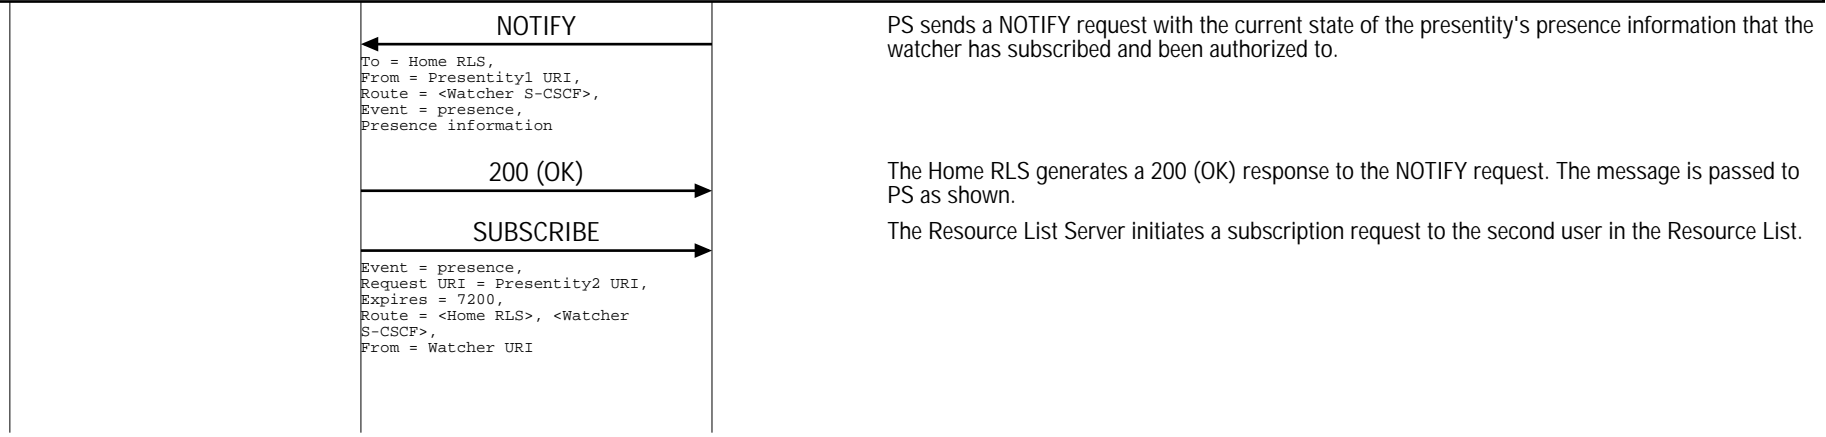 NOTIFY
PS sends a NOTIFY request with the current state of the presentity's presence information that the
watcher has subscribed and been authorized to.
To = Home RLS,
From = Presentity1 URI,
Route = <Watcher S-CSCF>,
Event = presence,
Presence information
200 (OK)
The Home RLS generates a 200 (OK) response to the NOTIFY request. The message is passed to
PS as shown.
SUBSCRIBE
The Resource List Server initiates a subscription request to the second user in the Resource List.
Event = presence,
Request URI = Presentity2 URI,
Expires = 7200,
Route = <Home RLS>, <Watcher
S-CSCF>,
From = Watcher URI